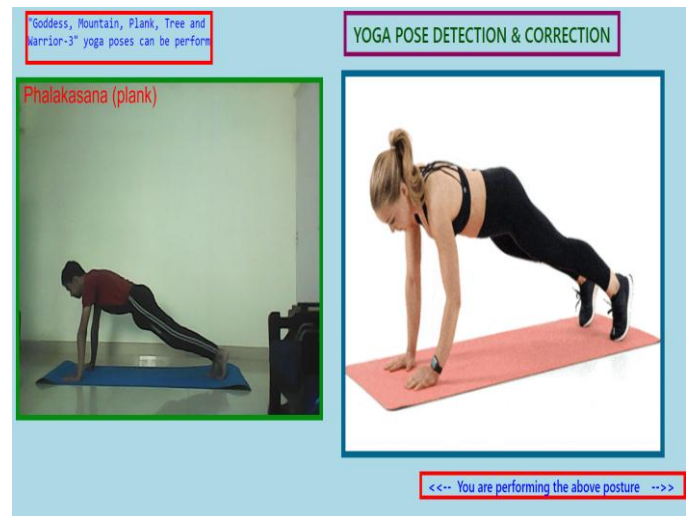 "Goddess, Mountain, Plank, Tree and
Warrior-3" yoga poses can be perform
YOGA POSE DETECTION & CORRECTION
Phalakasana (plank)
<<-- You are performing the above posture -->>